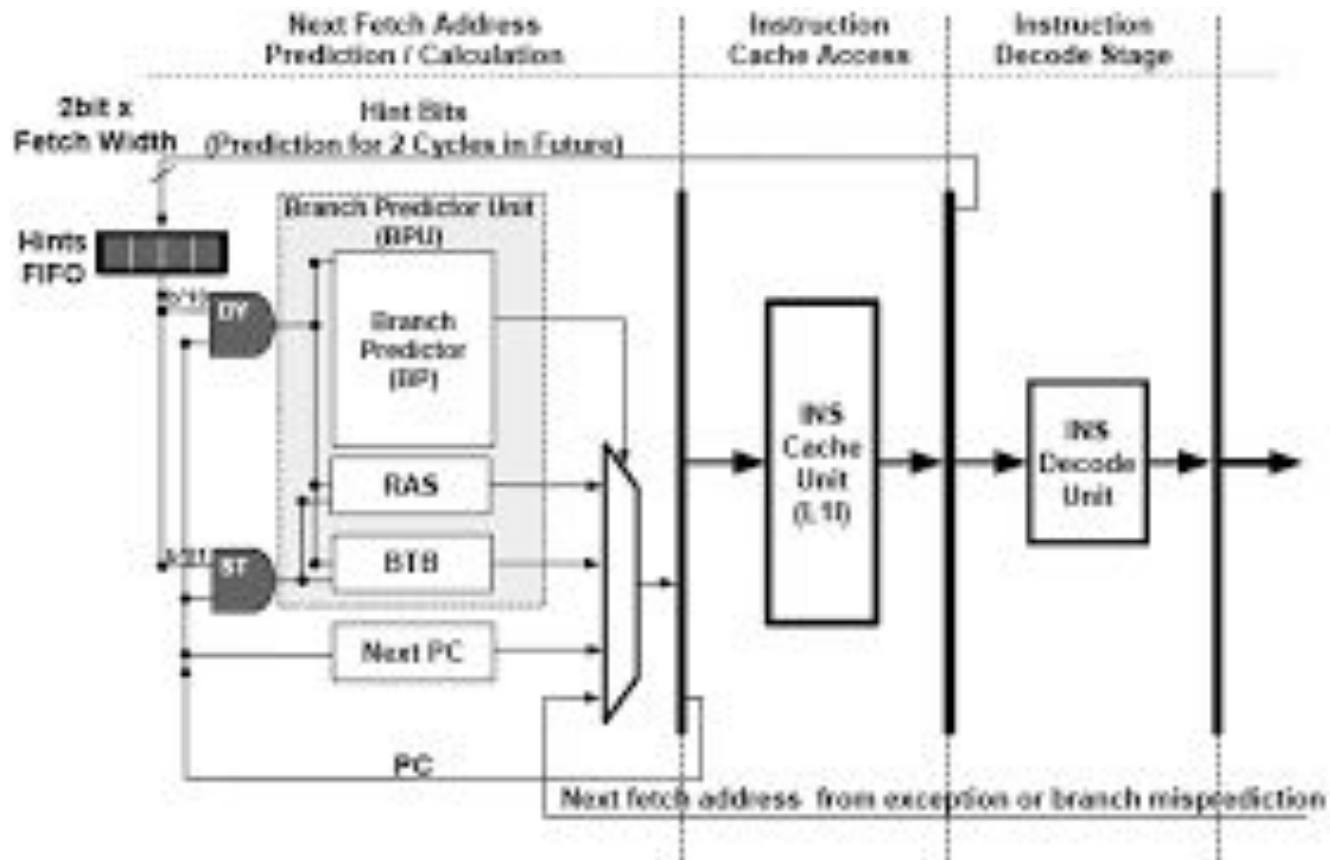 Next Fetch Address
Prediction / Calculation
Instruction
Cache Access
Instruction
Decode Stage
2bit x
Fetch Width
Hint Bits
(Prediction for 2 Cycles in Future)
Hints
FIFO
Branch Predictor Unit
(BPU)
DY
Branch
Predictor
(BP)
RAS
ST
BTB
Next PC
INS
Cache
Unit
INS
Decode
Unit
PC
Next fetch address from exception or branch misprediction